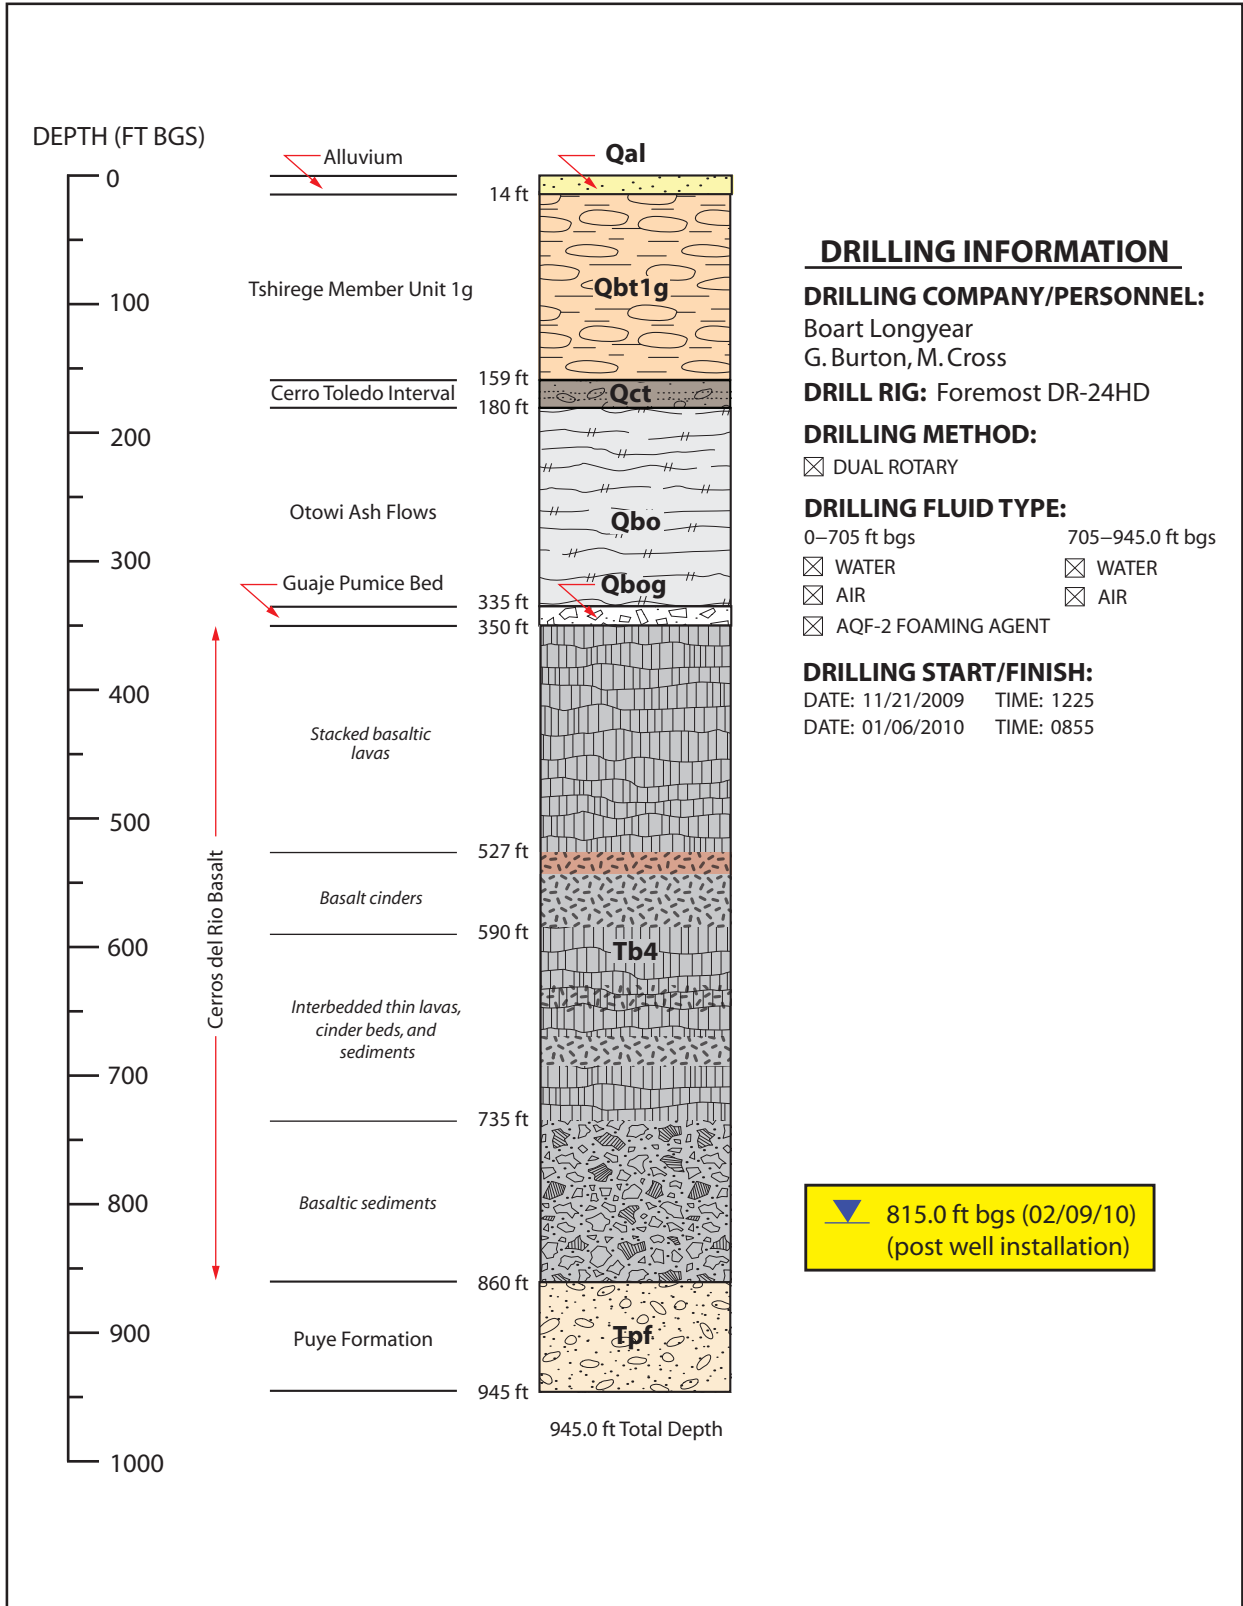 DEPTH (FT BGS)
0
100
200
300
400
500
600
700
800
900
1000
Alluvium
Tshirege Member Unit 1g
Cerro Toledo Interval
Otowi Ash Flows
Guaje Pumice Bed
Cerros del Rio Basalt
Stacked basaltic
lavas
Basalt cinders
Interbedded thin lavas,
cinder beds, and
sediments
Basaltic sediments
Puye Formation
14 ft
159 ft
180 ft
335 ft
350 ft
527 ft
590 ft
735 ft
860 ft
945 ft
Qal
Qbt1g
Qct
Qbo
Qbog
Tb4
Tpf
945.0 ft Total Depth
DRILLING INFORMATION
DRILLING COMPANY/PERSONNEL:
Boart Longyear
G. Burton, M. Cross
DRILL RIG: Foremost DR-24HD
DRILLING METHOD:
DUAL ROTARY
DRILLING FLUID TYPE:
0–705 ft bgs
WATER
AIR
AQF-2 FOAMING AGENT
705–945.0 ft bgs
WATER
AIR
DRILLING START/FINISH:
DATE: 11/21/2009 TIME: 1225
DATE: 01/06/2010 TIME: 0855
815.0 ft bgs (02/09/10)
(post well installation)